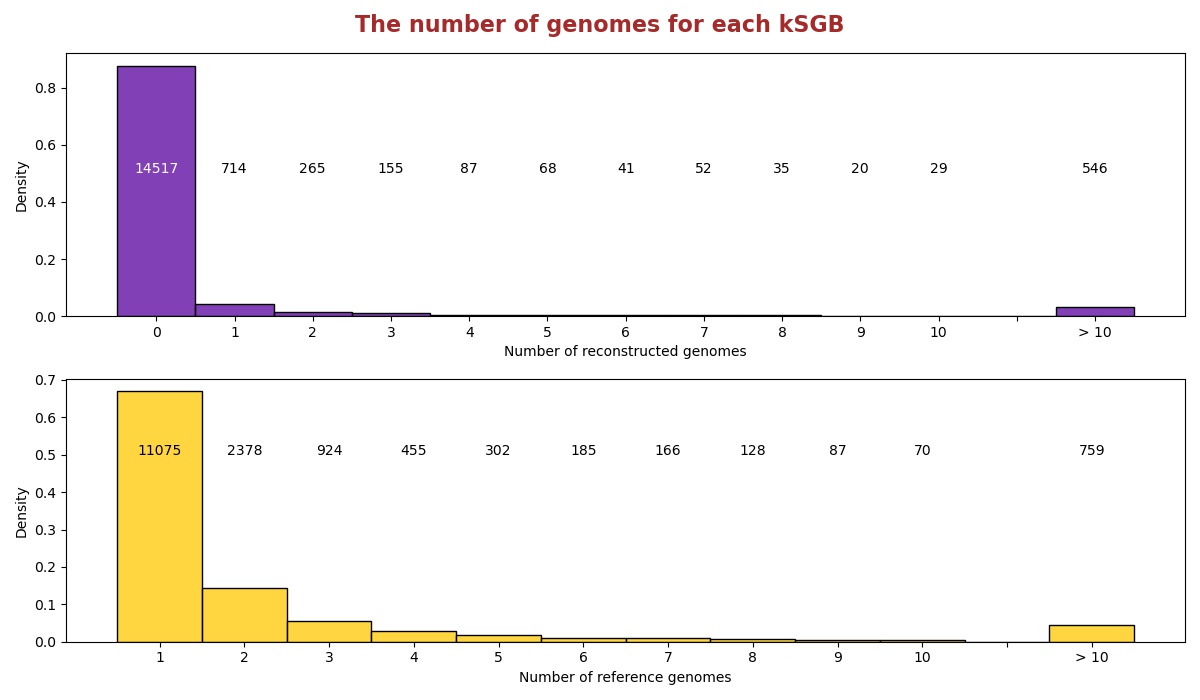 The number of genomes for each kSGB
Density
0.8
0.6
0.4
0.2
0.0
14517 714 265 155 87 68 41 52 35 20 29 546
0 1 2 3 4 5 6 7 8 9 10 > 10
Number of reconstructed genomes
Density
0.7
0.6
0.5
0.4
0.3
0.2
0.1
0.0
11075 2378 924 455 302 185 166 128 87 70 759
1 2 3 4 5 6 7 8 9 10 > 10
Number of reference genomes